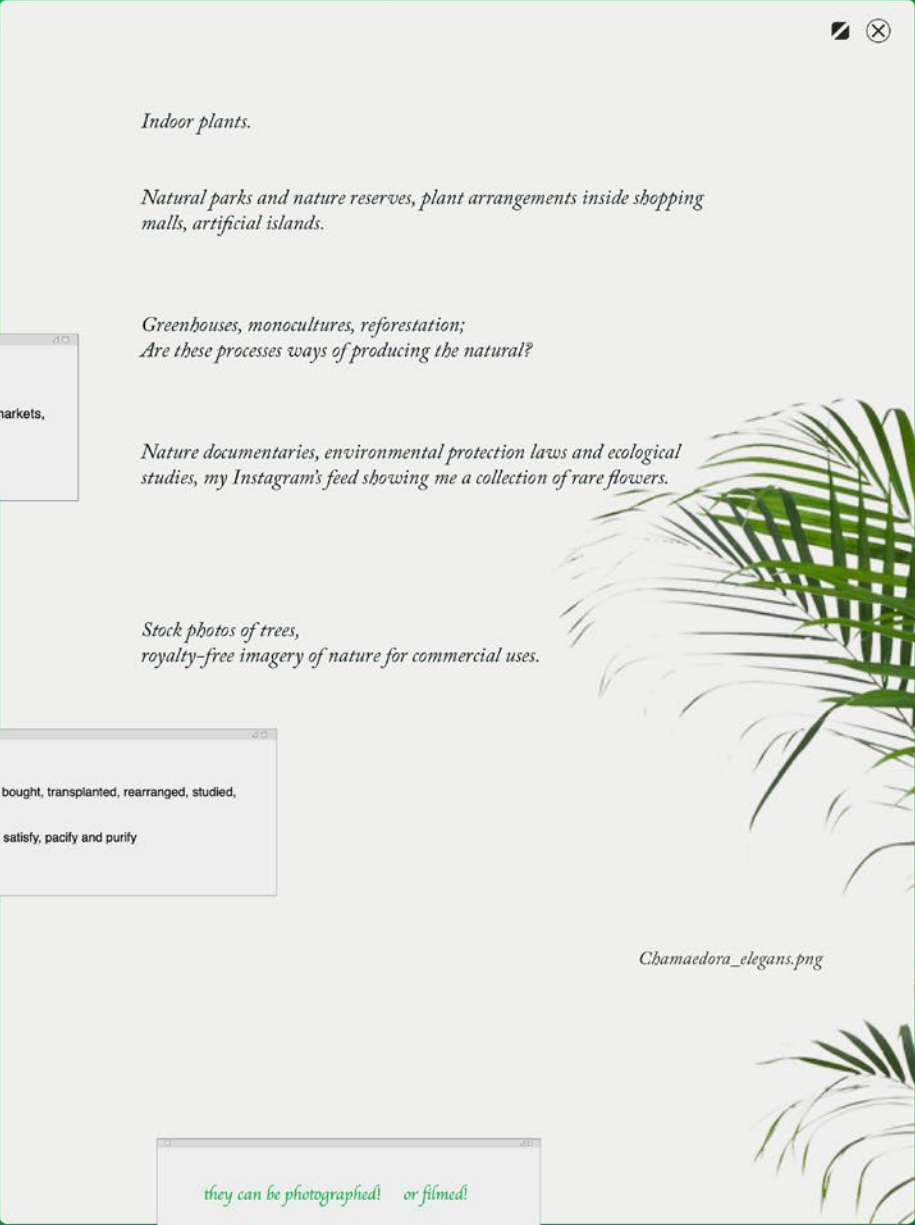 Indoor plants.
Natural parks and nature reserves, plant arrangements inside shopping
malls, artificial islands.
Greenhouses, monocultures, reforestation;
Are these processes ways of producing the natural?
narkets,
Nature documentaries, environmental protection laws and ecological
studies, my Instagram's feed showing me a collection of rare flowers.
Stock photos of trees,
royalty-free imagery of nature for commercial uses.
bought, transplanted, rearranged, studied,
satisfy, pacify and purify
Chamaedora_elegans.png
they can be photographed! or filmed!